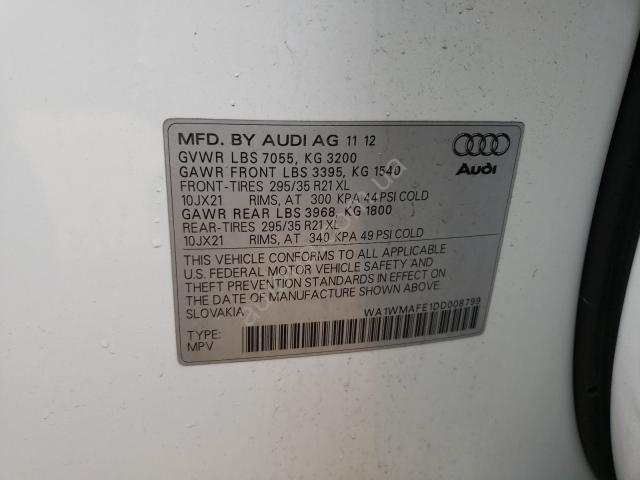 MFD. BY AUDI AG 11 12
GVWR LBS 7055, KG 3200
GAWR FRONT LBS 3395, KG 1540
FRONT-TIRES 295/35 R21 XL
10JX21 RIMS, AT 300 KPA 44 PSI COLD
GAWR REAR LBS 3968, KG 1800
REAR-TIRES 295/35 R21 XL
10JX21 RIMS, AT 340 KPA 49 PSI COLD
Audi
THIS VEHICLE CONFORMS TO ALL APPLICABLE
U.S. FEDERAL MOTOR VEHICLE SAFETY AND
THEFT PREVENTION STANDARDS IN EFFECT ON
THE DATE OF MANUFACTURE SHOWN ABOVE.
SLOVAKIA
WA1WMAFE1DD008799
TYPE:
MPV